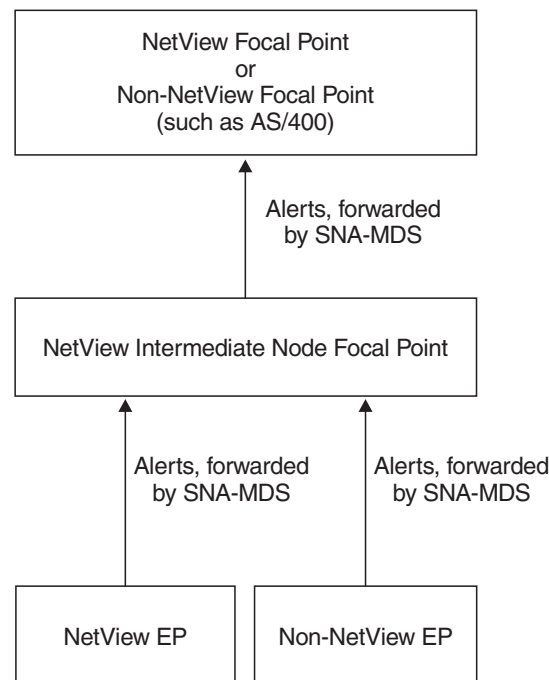 NetView Focal Point
or
Non-NetView Focal Point
(such as AS/400)
Alerts, forwarded
by SNA-MDS
NetView Intermediate Node Focal Point
Alerts, forwarded
by SNA-MDS
Alerts, forwarded
by SNA-MDS
NetView EP
Non-NetView EP